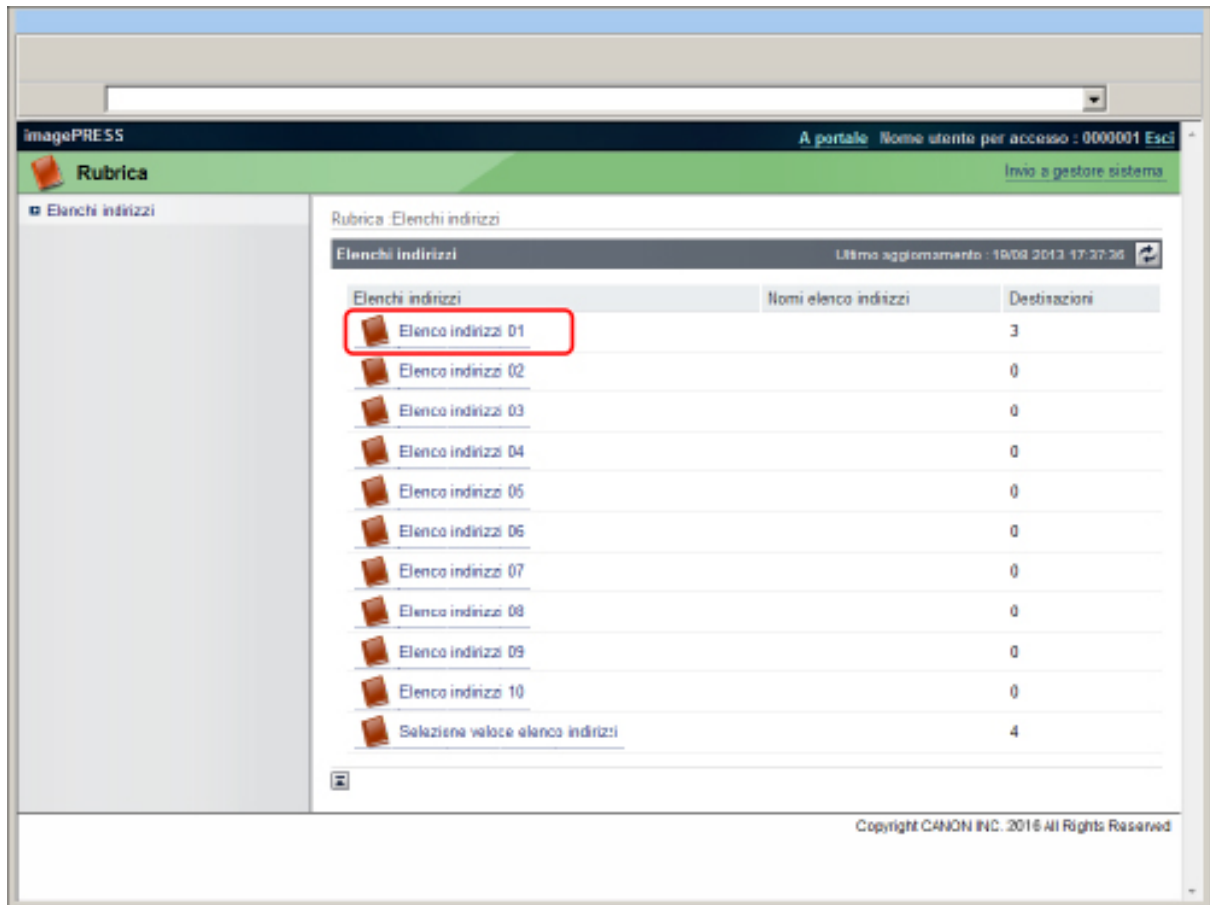 imagePRESS A portale Nome utente per accesso : 0000001 Esci
Rubrica Invio a gestore sistema
Elenchi indirizzi
Rubrica :Elenchi indirizzi
Elenchi indirizzi Ultimo aggiornamento : 19/08 2013 17:37:36
Elenchi indirizzi Nomi elenco indirizzi Destinazioni
Elenco indirizzi 01 3
Elenco indirizzi 02 0
Elenco indirizzi 03 0
Elenco indirizzi 04 0
Elenco indirizzi 05 0
Elenco indirizzi 06 0
Elenco indirizzi 07 0
Elenco indirizzi 08 0
Elenco indirizzi 09 0
Elenco indirizzi 10 0
Selezione veloce elenco indirizzi 4
Copyright CANON INC. 2016 All Rights Reserved